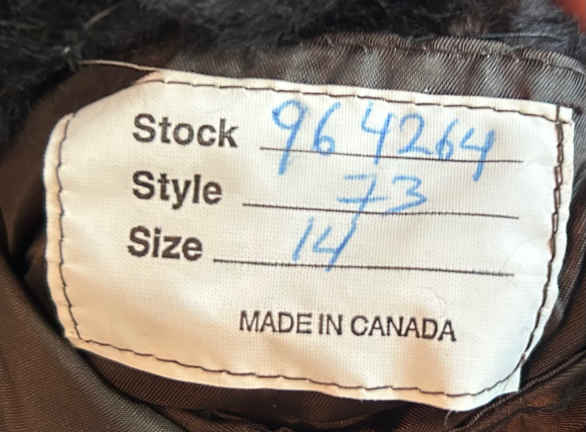 Stock 964264
Style 73
Size 14
MADE IN CANADA